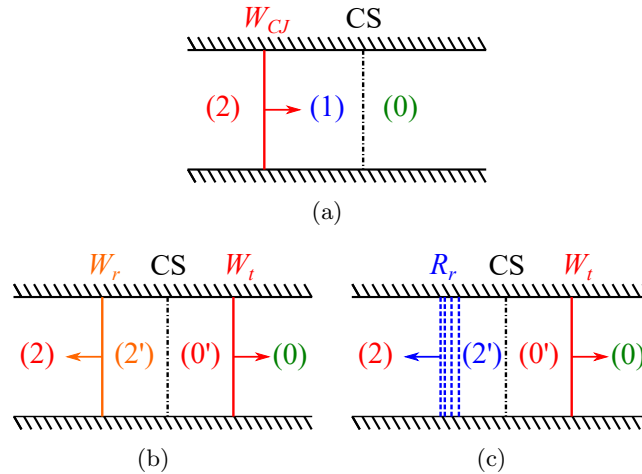 W_CJ CS
(2) (1) (0)
(a)
W_r CS W_t
(2) (2') (0') (0)
(b)
R_r CS W_t
(2) (2') (0') (0)
(c)